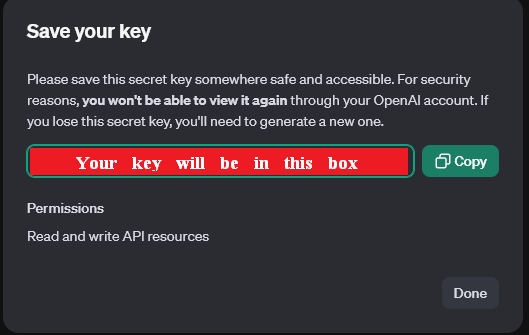 Save your key
Please save this secret key somewhere safe and accessible. For security
reasons, you won't be able to view it again through your OpenAI account. If
you lose this secret key, you'll need to generate a new one.
Your key will be in this box
Copy
Permissions
Read and write API resources
Done